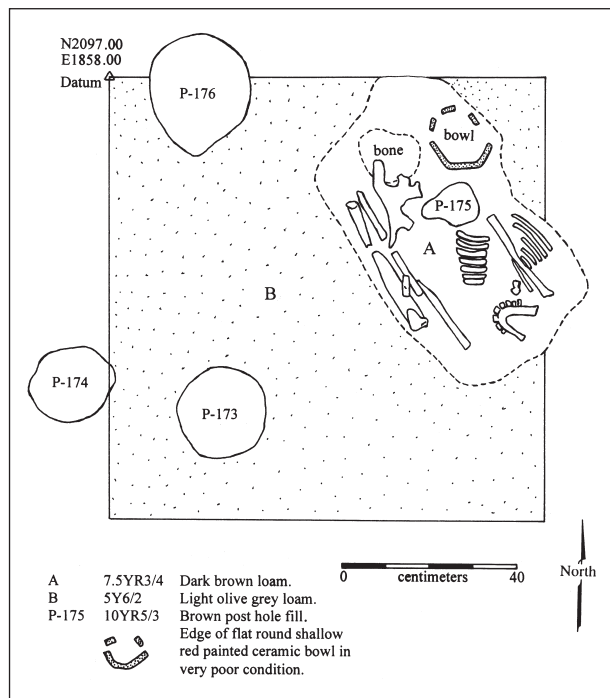 N2097.00
E1858.00
Datum
P-176
bowl
bone
P-175
A
B
P-174
P-173
A 7.5YR3/4 Dark brown loam.
B 5Y6/2 Light olive grey loam.
P-175 10YR5/3 Brown post hole fill.
Edge of flat round shallow
red painted ceramic bowl in
very poor condition.
0 centimeters 40
North